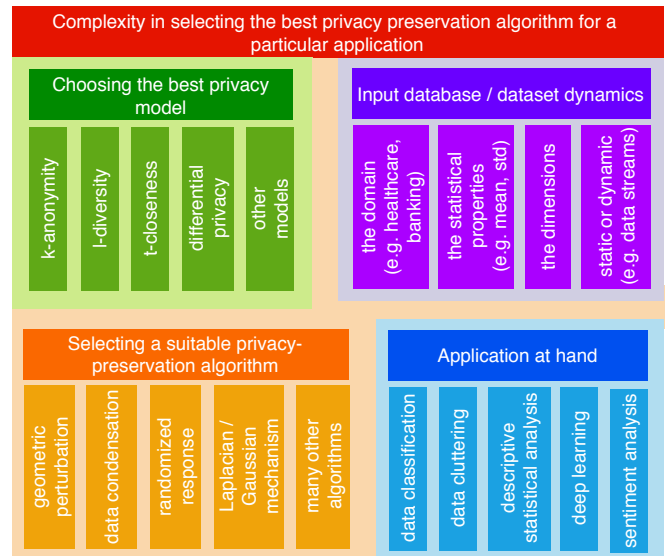 Complexity in selecting the best privacy preservation algorithm for a
particular application
Choosing the best privacy
model
k-anonymity
l-diversity
t-closeness
differential
privacy
other
models
Input database / dataset dynamics
the domain
(e.g. healthcare,
banking)
the statistical
properties
(e.g. mean, std)
the dimensions
static or dynamic
(e.g. data streams)
Selecting a suitable privacy-
preservation algorithm
geometric
perturbation
data condensation
randomized
response
Laplacian /
Gaussian
mechanism
many other
algorithms
Application at hand
data classification
data cluttering
descriptive
statistical analysis
deep learning
sentiment analysis